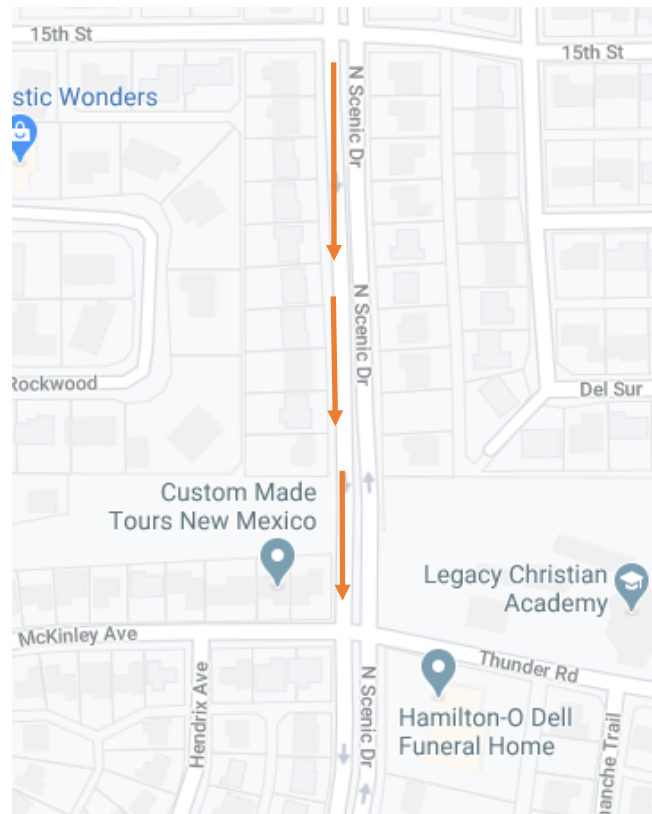 15th St
15th St
stic Wonders
N Scenic Dr
N Scenic Dr
Rockwood
Del Sur
Custom Made
Tours New Mexico
Legacy Christian
Academy
McKinley Ave
Thunder Rd
Hendrix Ave
N Scenic Dr
Hamilton-O Dell
Funeral Home
manche Trail